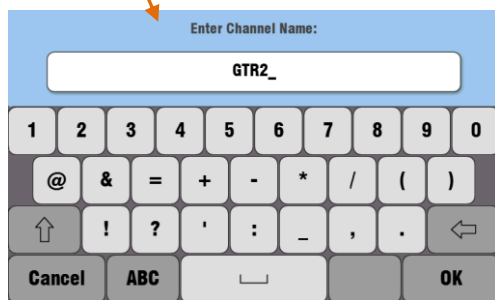 Enter Channel Name:
GTR2_
1 2 3 4 5 6 7 8 9 0
@ & = + - * / ( )
! ? ' : _ , .
Cancel ABC OK